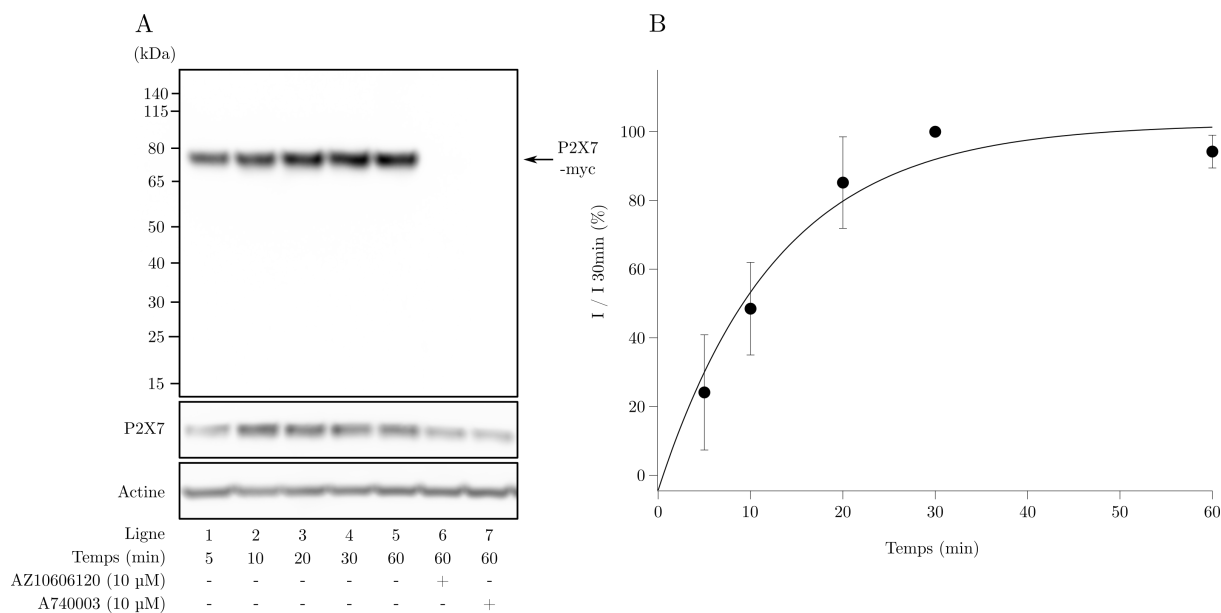 A
(kDa)
140
115
80
65
50
40
30
25
15
P2X7
-myc
P2X7
Actine
Ligne 1 2 3 4 5 6 7
Temps (min) 5 10 20 30 60 60 60
AZ10606120 (10 µM) - - - - - + -
A740003 (10 µM) - - - - - - +
B
I / I 30min (%)
100
80
60
40
20
0
0 10 20 30 40 50 60
Temps (min)